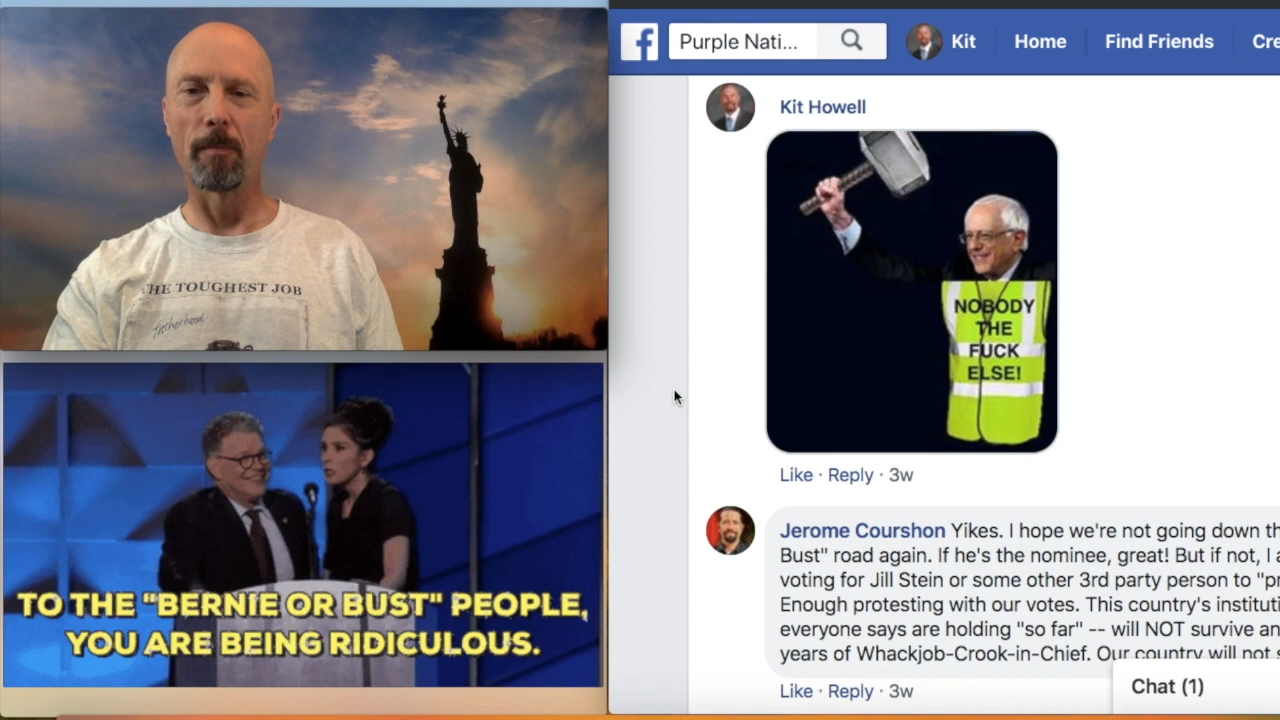 THE TOUGHEST JOB
fatherhood
TO THE "BERNIE OR BUST" PEOPLE,
YOU ARE BEING RIDICULOUS.
f
Purple Nati...
Kit
Home
Find Friends
Cre
Kit Howell
NOBODY
THE
FUCK
ELSE!
Like · Reply · 3w
Jerome Courshon Yikes. I hope we're not going down th
Bust" road again. If he's the nominee, great! But if not, I a
voting for Jill Stein or some other 3rd party person to "pr
Enough protesting with our votes. This country's instituti
everyone says are holding "so far" -- will NOT survive an
years of Whackjob-Crook-in-Chief. Our country will not s
Like · Reply · 3w
Chat (1)